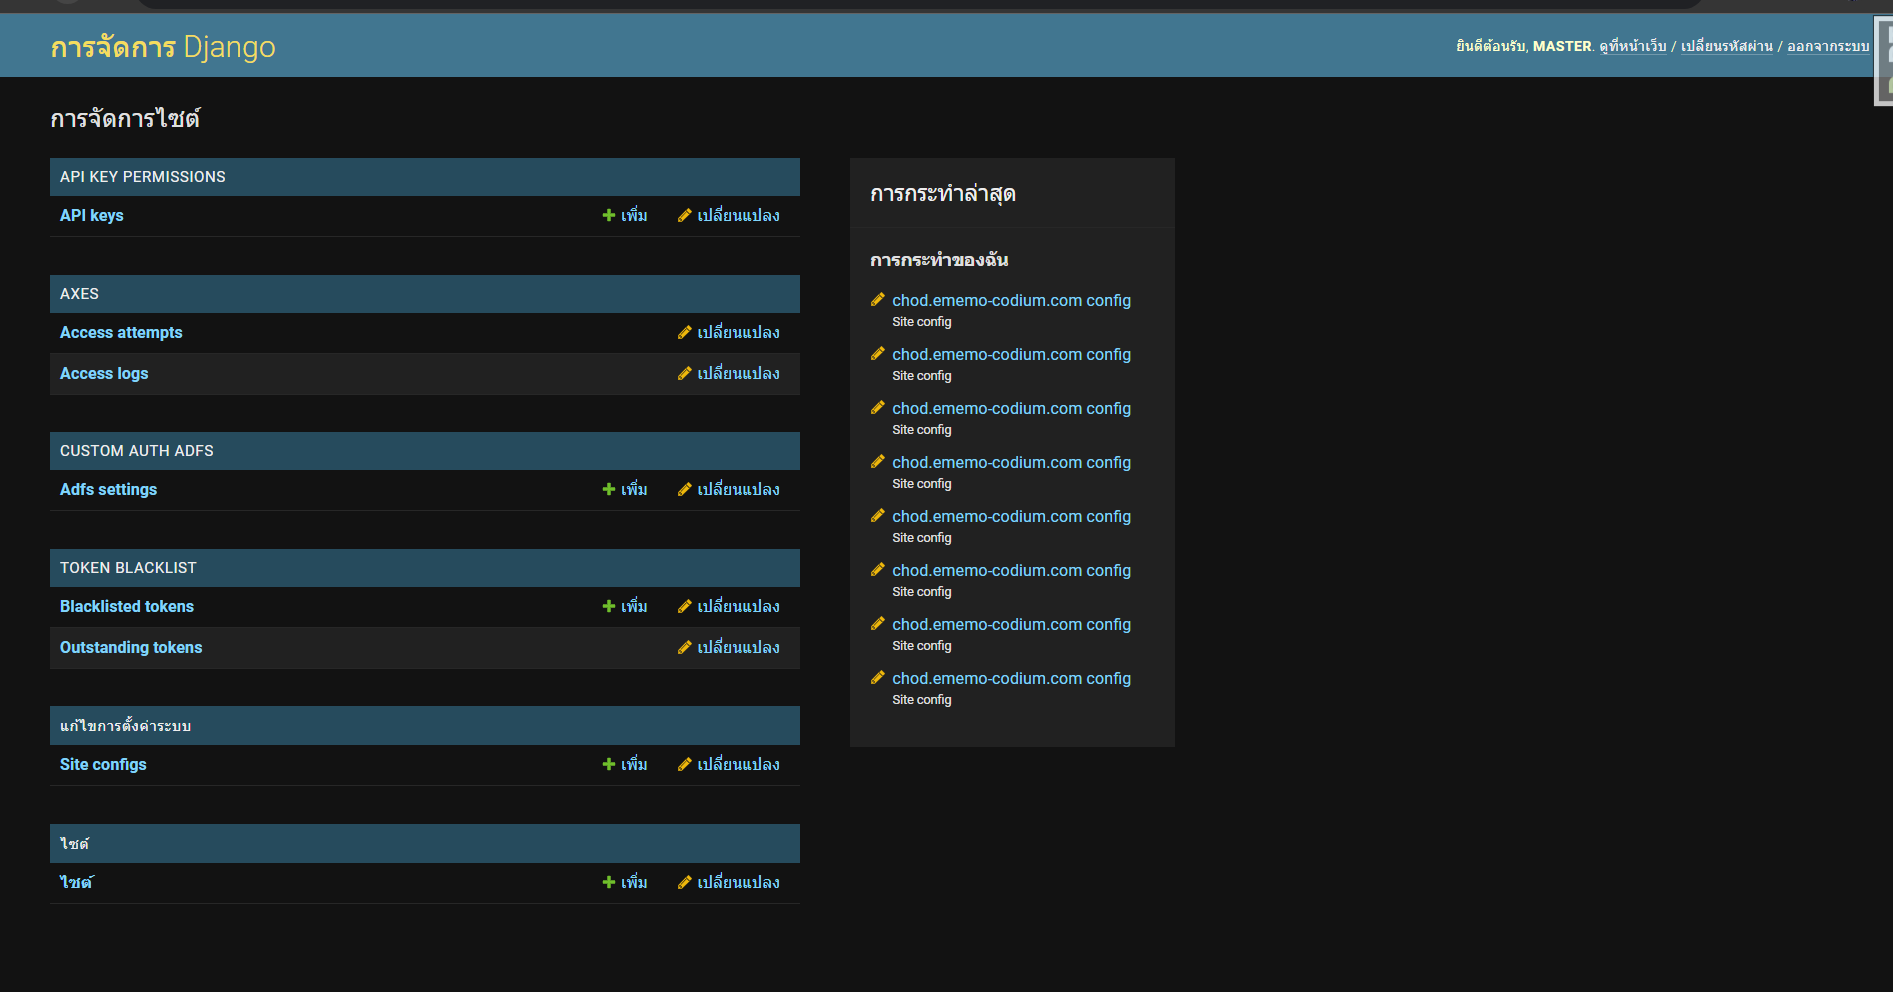 การจัดการ Django
ยินดีต้อนรับ, MASTER. ดูที่หน้าเว็บ / เปลี่ยนรหัสผ่าน / ออกจากระบบ
การจัดการไซต์
API KEY PERMISSIONS
API keys เพิ่ม เปลี่ยนแปลง
AXES
Access attempts เปลี่ยนแปลง
Access logs เปลี่ยนแปลง
CUSTOM AUTH ADFS
Adfs settings เพิ่ม เปลี่ยนแปลง
TOKEN BLACKLIST
Blacklisted tokens เพิ่ม เปลี่ยนแปลง
Outstanding tokens เปลี่ยนแปลง
แก้ไขการตั้งค่าระบบ
Site configs เพิ่ม เปลี่ยนแปลง
ไซต์
ไซต์ เพิ่ม เปลี่ยนแปลง
การกระทำล่าสุด
การกระทำของฉัน
chod.ememo-codium.com config
Site config
chod.ememo-codium.com config
Site config
chod.ememo-codium.com config
Site config
chod.ememo-codium.com config
Site config
chod.ememo-codium.com config
Site config
chod.ememo-codium.com config
Site config
chod.ememo-codium.com config
Site config
chod.ememo-codium.com config
Site config